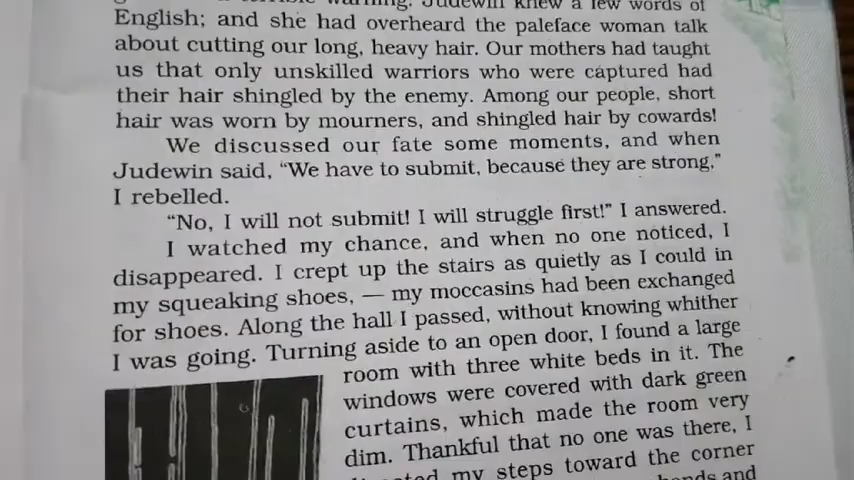 warning. Judewin knew a few words of
English; and she had overheard the paleface woman talk
about cutting our long, heavy hair. Our mothers had taught
us that only unskilled warriors who were captured had
their hair shingled by the enemy. Among our people, short
hair was worn by mourners, and shingled hair by cowards!
We discussed our fate some moments, and when
Judewin said, “We have to submit, because they are strong,”
I rebelled.
“No, I will not submit! I will struggle first!” I answered.
I watched my chance, and when no one noticed, I
disappeared. I crept up the stairs as quietly as I could in
my squeaking shoes, — my moccasins had been exchanged
for shoes. Along the hall I passed, without knowing whither
I was going. Turning aside to an open door, I found a large
room with three white beds in it. The
windows were covered with dark green
curtains, which made the room very
dim. Thankful that no one was there, I
my steps toward the corner
and